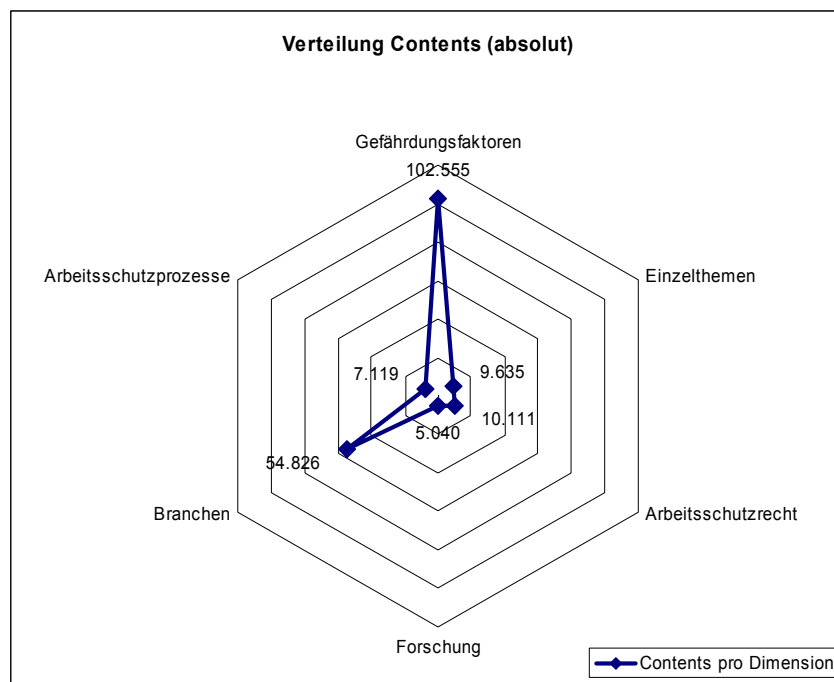 Verteilung Contents (absolut)
Gefährdungsfaktoren
102.555
Arbeitsschutzprozesse
Einzelthemen
7.119
9.635
10.111
5.040
54.826
Branchen
Arbeitsschutzrecht
Forschung
Contents pro Dimension